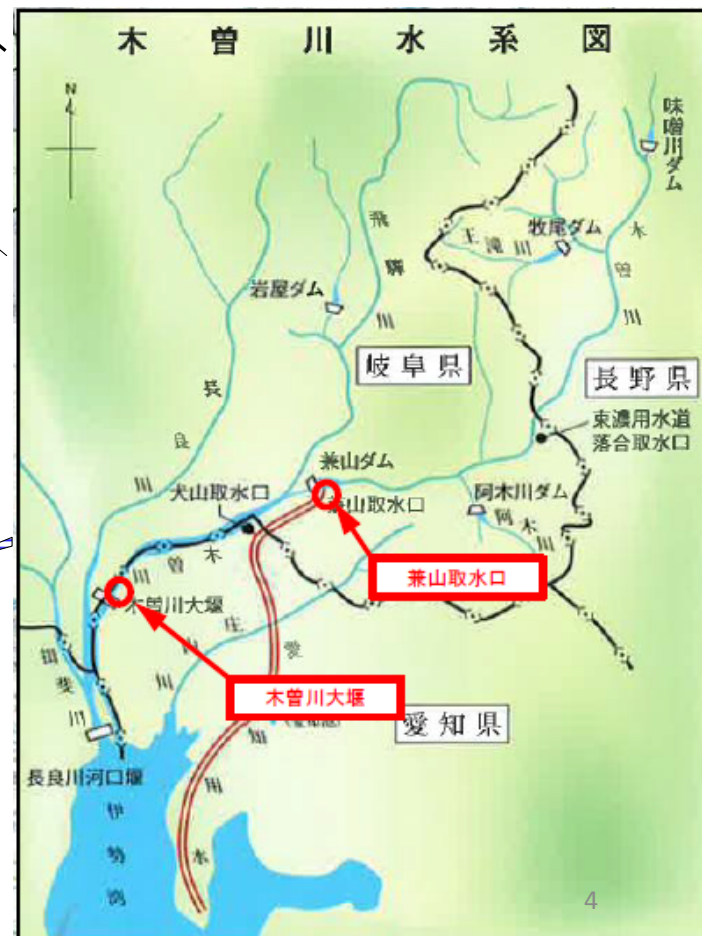 木曽川水系図
N
味噌川ダム
牧尾ダム
王滝川
木曽川
飛騨川
岩屋ダム
岐阜県
長野県
長良川
東濃用水道
落合取水口
兼山ダム
犬山取水口
兼山取水口
阿木川ダム
阿木川
兼山取水口
木曽川
木曽川大堰
庄内川
愛知用水
木曽川大堰
揖斐川
愛知県
長良川河口堰
伊勢湾
4